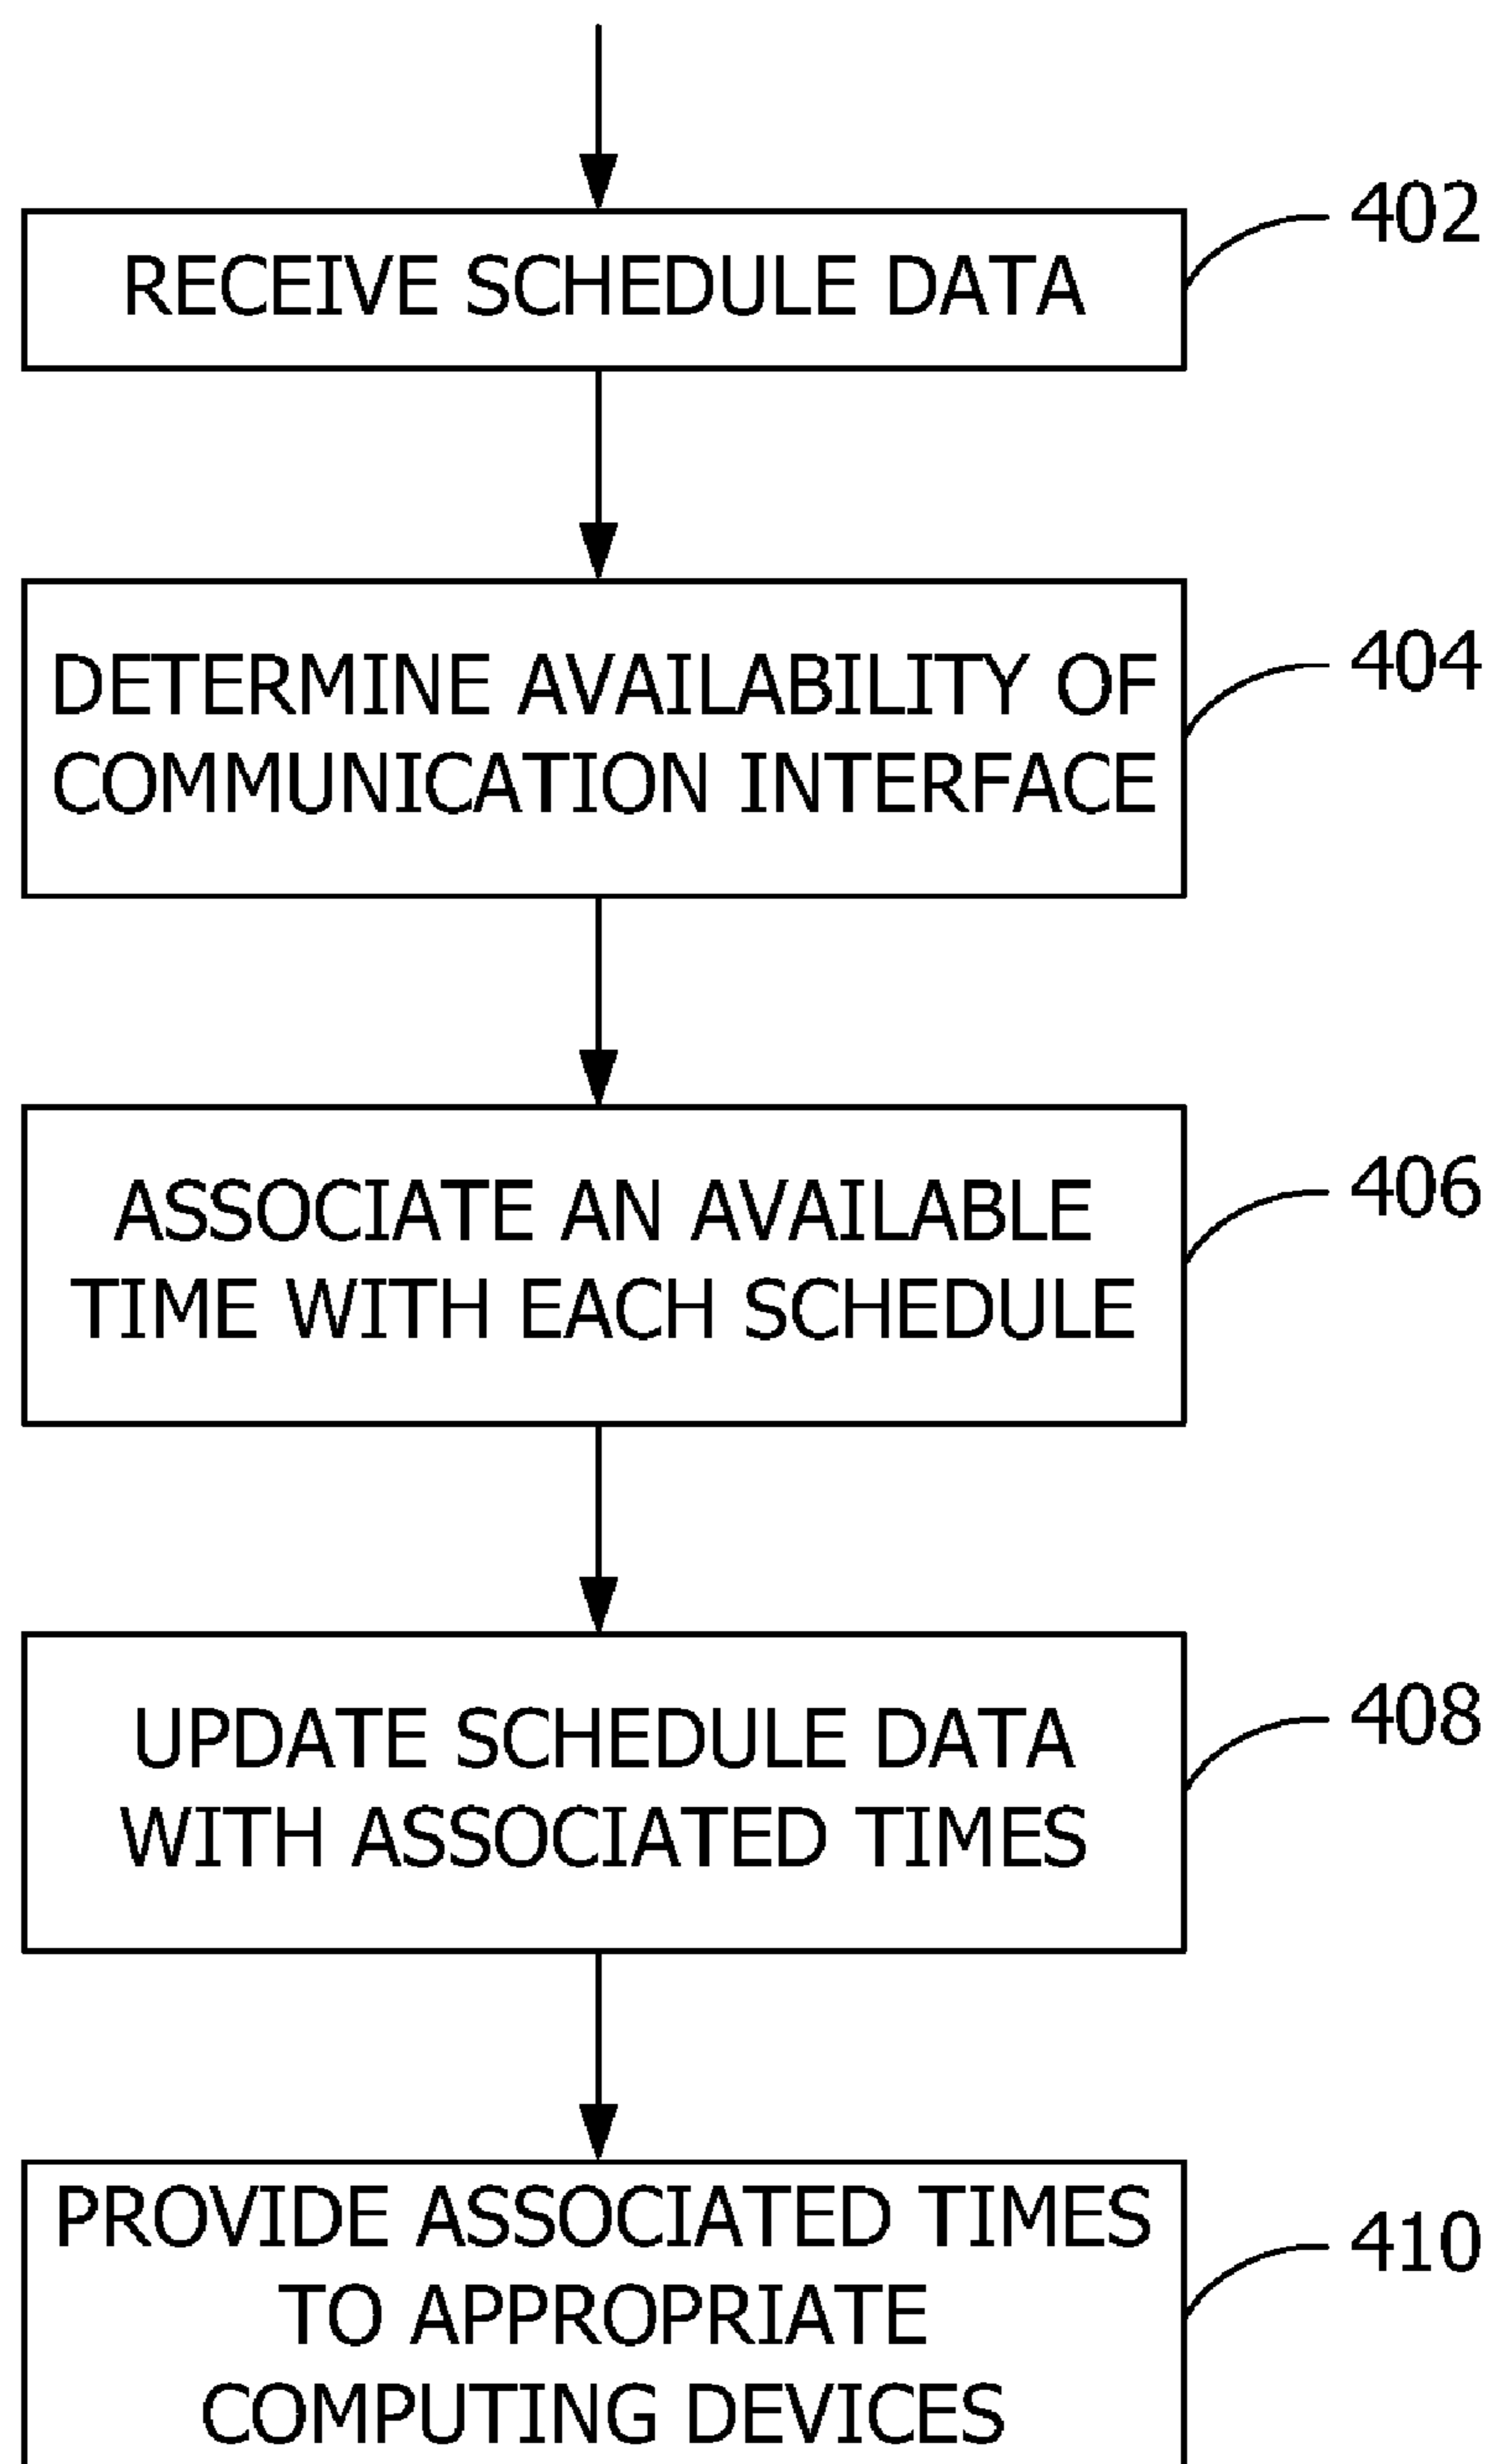 402
RECEIVE SCHEDULE DATA
404
DETERMINE AVAILABILITY OF
COMMUNICATION INTERFACE
406
ASSOCIATE AN AVAILABLE
TIME WITH EACH SCHEDULE
408
UPDATE SCHEDULE DATA
WITH ASSOCIATED TIMES
410
PROVIDE ASSOCIATED TIMES
TO APPROPRIATE
COMPUTING DEVICES